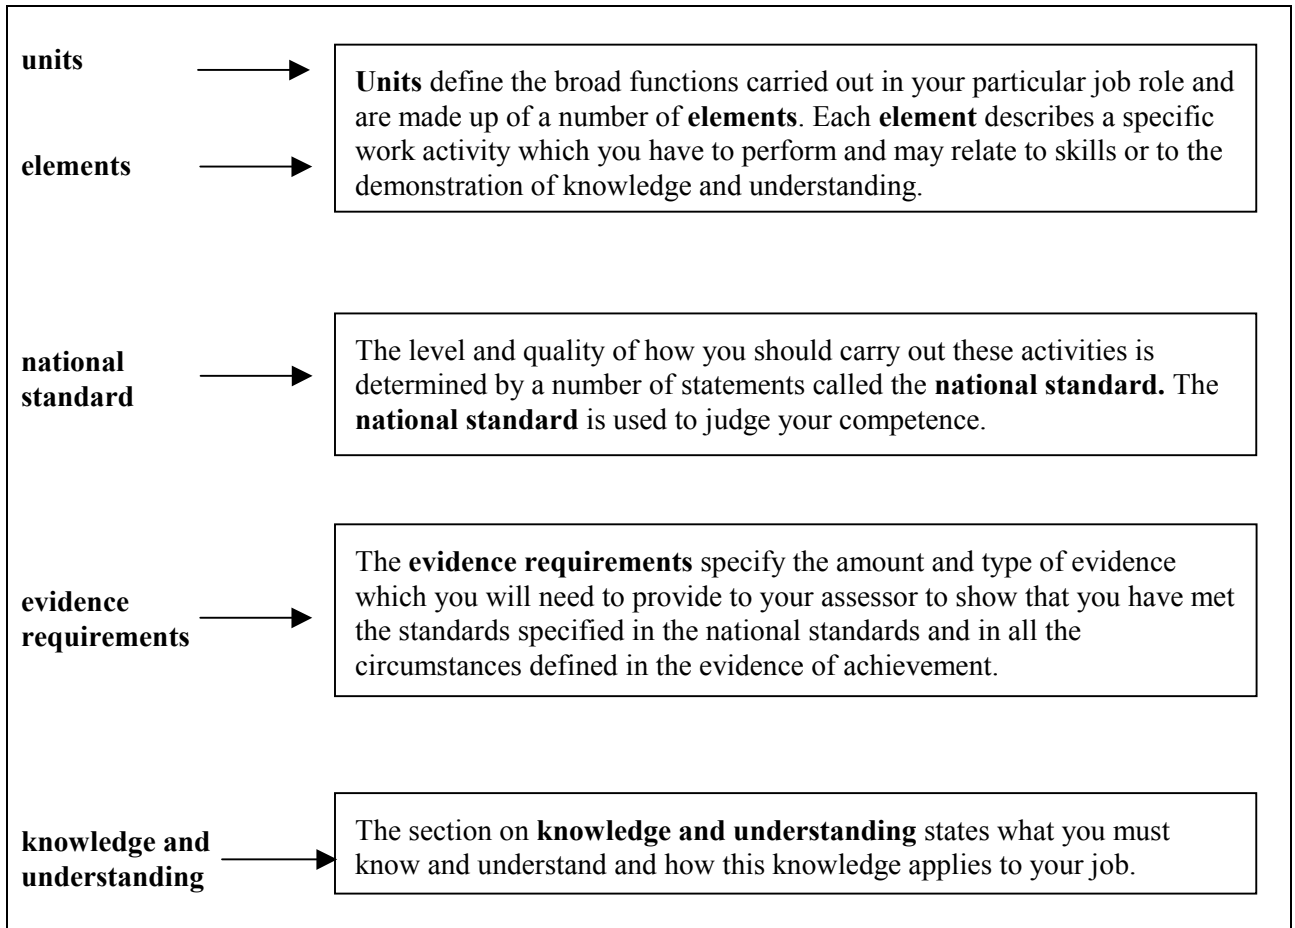 units
Units define the broad functions carried out in your particular job role and
are made up of a number of elements. Each element describes a specific
work activity which you have to perform and may relate to skills or to the
demonstration of knowledge and understanding.
elements
national
standard
The level and quality of how you should carry out these activities is
determined by a number of statements called the national standard. The
national standard is used to judge your competence.
evidence
requirements
The evidence requirements specify the amount and type of evidence
which you will need to provide to your assessor to show that you have met
the standards specified in the national standards and in all the
circumstances defined in the evidence of achievement.
knowledge and
understanding
The section on knowledge and understanding states what you must
know and understand and how this knowledge applies to your job.